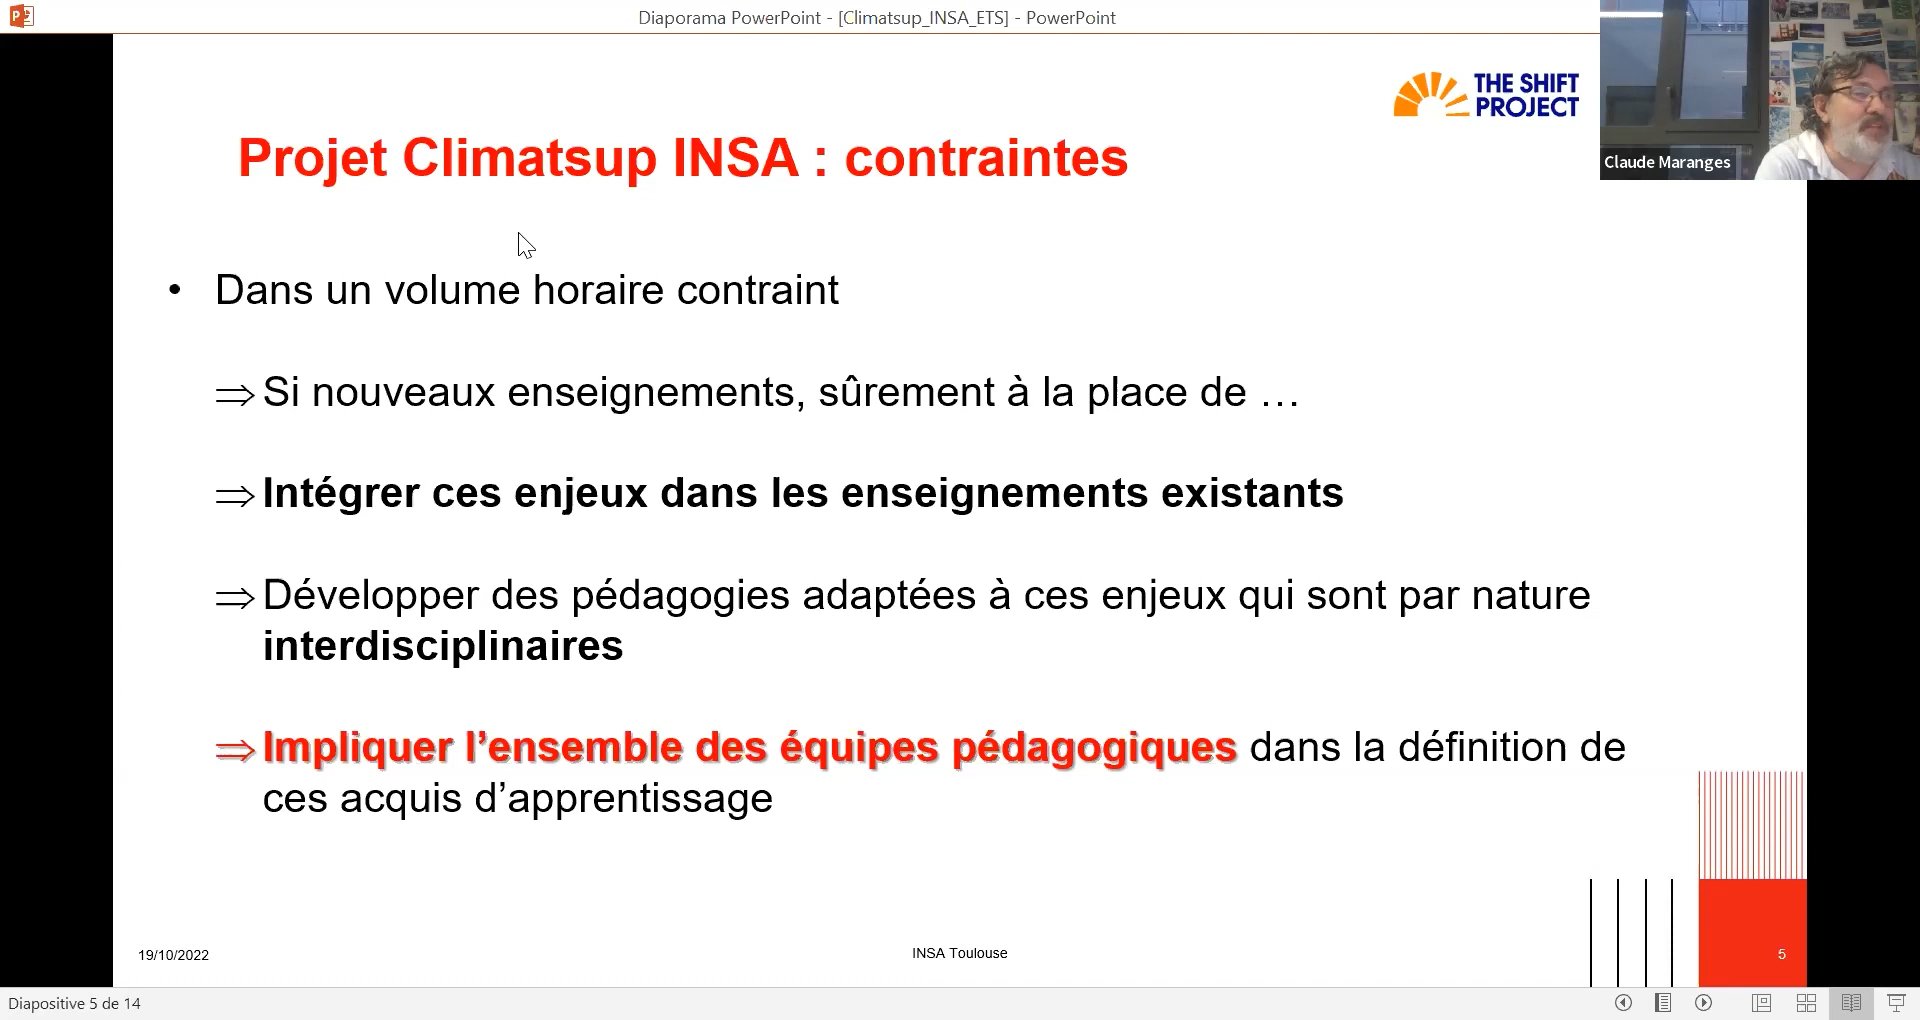 Diaporama PowerPoint - [Climatsup_INSA_ETS] - PowerPoint
THE SHIFT
PROJECT
Claude Maranges
Projet Climatsup INSA : contraintes
• Dans un volume horaire contraint
⇒ Si nouveaux enseignements, sûrement à la place de …
⇒ Intégrer ces enjeux dans les enseignements existants
⇒ Développer des pédagogies adaptées à ces enjeux qui sont par nature
interdisciplinaires
⇒ Impliquer l’ensemble des équipes pédagogiques dans la définition de
ces acquis d’apprentissage
19/10/2022
INSA Toulouse
5
Diapositive 5 de 14